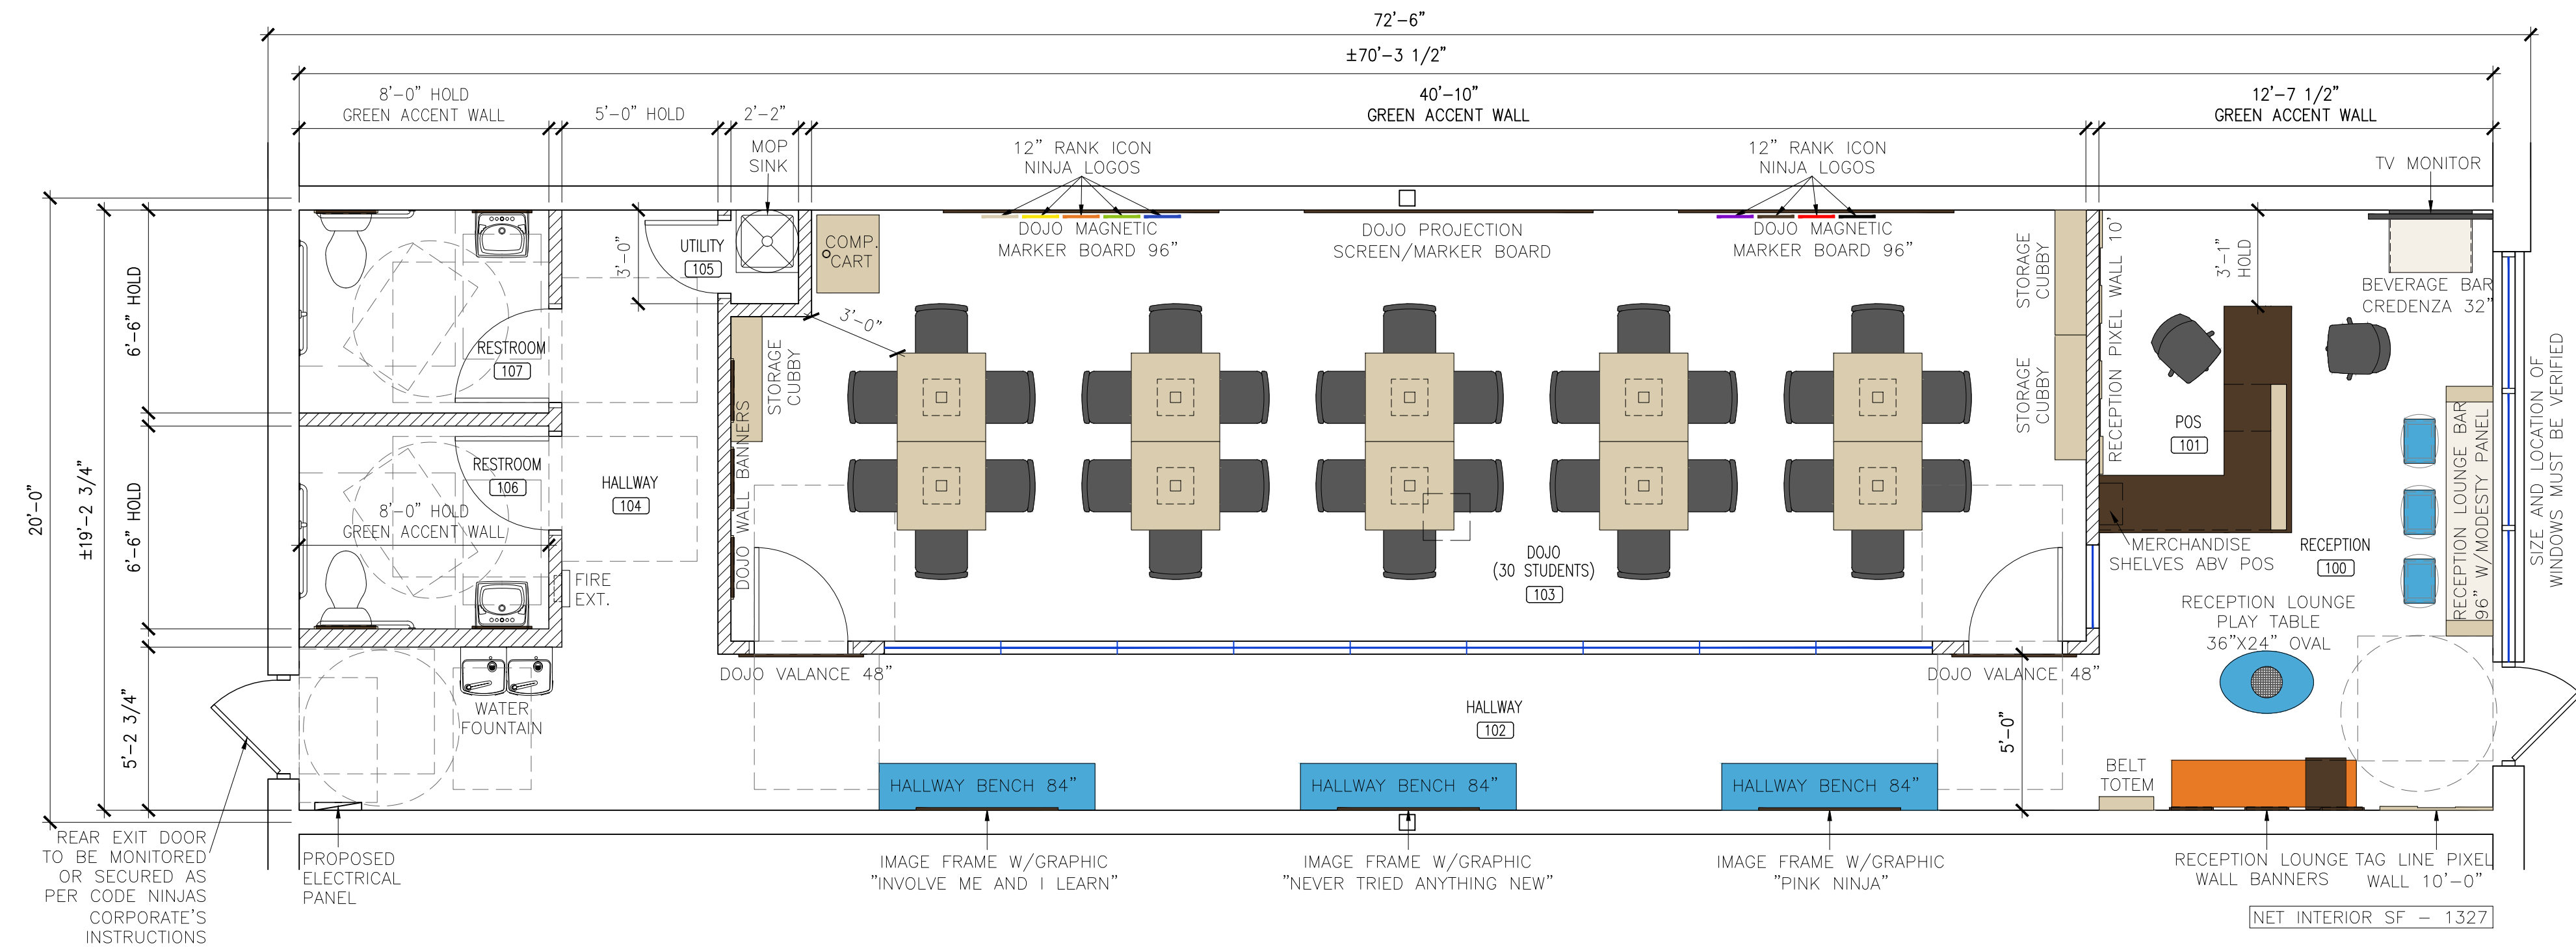 72'-6"
±70'-3 1/2"
8'-0" HOLD
GREEN ACCENT WALL
5'-0" HOLD
2'-2"
40'-10"
GREEN ACCENT WALL
12'-7 1/2"
GREEN ACCENT WALL
MOP
SINK
12" RANK ICON
NINJA LOGOS
12" RANK ICON
NINJA LOGOS
TV MONITOR
20'-0"
±19'-2 3/4"
6'-6" HOLD
6'-6" HOLD
5'-2 3/4"
RESTROOM
107
RESTROOM
106
8'-0" HOLD
GREEN ACCENT WALL
HALLWAY
104
FIRE
EXT.
WATER
FOUNTAIN
3'-0"
UTILITY
105
COMP.
CART
3'-0"
STORAGE
CUBBY
DOJO WALL BANNERS
DOJO MAGNETIC
MARKER BOARD 96"
DOJO PROJECTION
SCREEN/MARKER BOARD
DOJO MAGNETIC
MARKER BOARD 96"
STORAGE
CUBBY
STORAGE
CUBBY
DOJO
(30 STUDENTS)
103
DOJO VALANCE 48"
DOJO VALANCE 48"
HALLWAY
102
5'-0"
HALLWAY BENCH 84"
HALLWAY BENCH 84"
HALLWAY BENCH 84"
RECEPTION PIXEL WALL 10'
3'-1"
HOLD
BEVERAGE BAR
CREDENZA 32"
POS
101
MERCHANDISE
SHELVES ABV POS
RECEPTION
100
RECEPTION LOUNGE BAR
96" W/MODESTY PANEL
SIZE AND LOCATION OF
WINDOWS MUST BE VERIFIED
RECEPTION LOUNGE
PLAY TABLE
36"X24" OVAL
BELT
TOTEM
REAR EXIT DOOR
TO BE MONITORED
OR SECURED AS
PER CODE NINJAS
CORPORATE'S
INSTRUCTIONS
PROPOSED
ELECTRICAL
PANEL
IMAGE FRAME W/GRAPHIC
"INVOLVE ME AND I LEARN"
IMAGE FRAME W/GRAPHIC
"NEVER TRIED ANYTHING NEW"
IMAGE FRAME W/GRAPHIC
"PINK NINJA"
RECEPTION LOUNGE
WALL BANNERS
TAG LINE PIXEL
WALL 10'-0"
NET INTERIOR SF - 1327